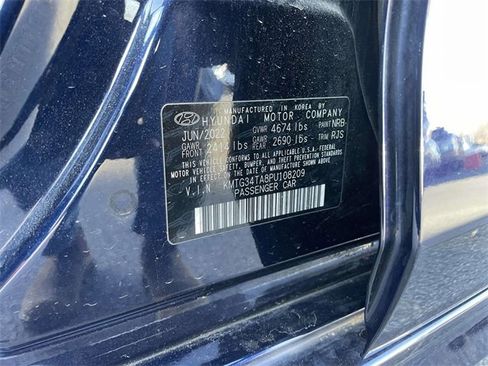 MANUFACTURED IN KOREA BY
HYUNDAI MOTOR COMPANY
JUN/2022 GVWR 4674 lbs PAINT NRB-
GAWR FRONT 2414 lbs GAWR REAR 2690 lbs TRIM RJS
THIS VEHICLE CONFORMS TO ALL APPLICABLE U.S.A. FEDERAL
MOTOR VEHICLE SAFETY, BUMPER, AND THEFT PREVENTION
STANDARDS IN EFFECT ON THE DATE OF MANUFACTURE SHOWN ABOVE.
V.I.N KMTG34TA8PU108209
PASSENGER CAR